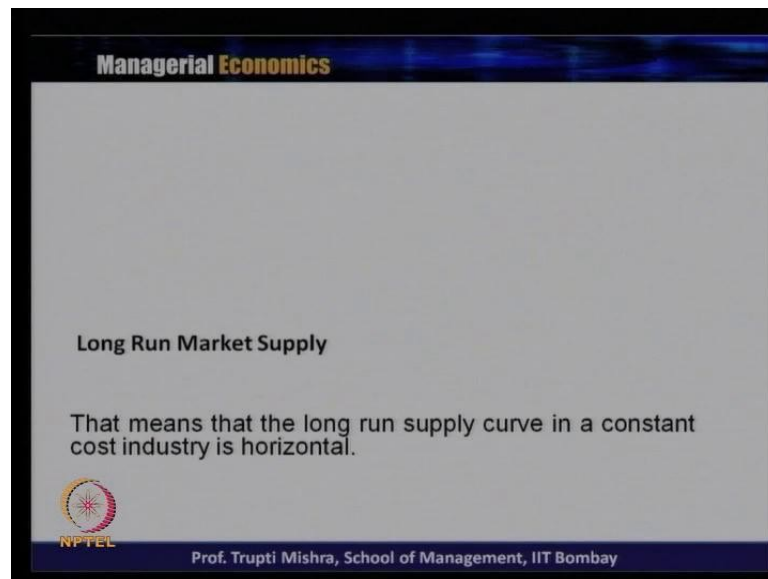 Managerial Economics
Long Run Market Supply
That means that the long run supply curve in a constant
cost industry is horizontal.
NPTEL
Prof. Trupti Mishra, School of Management, IIT Bombay